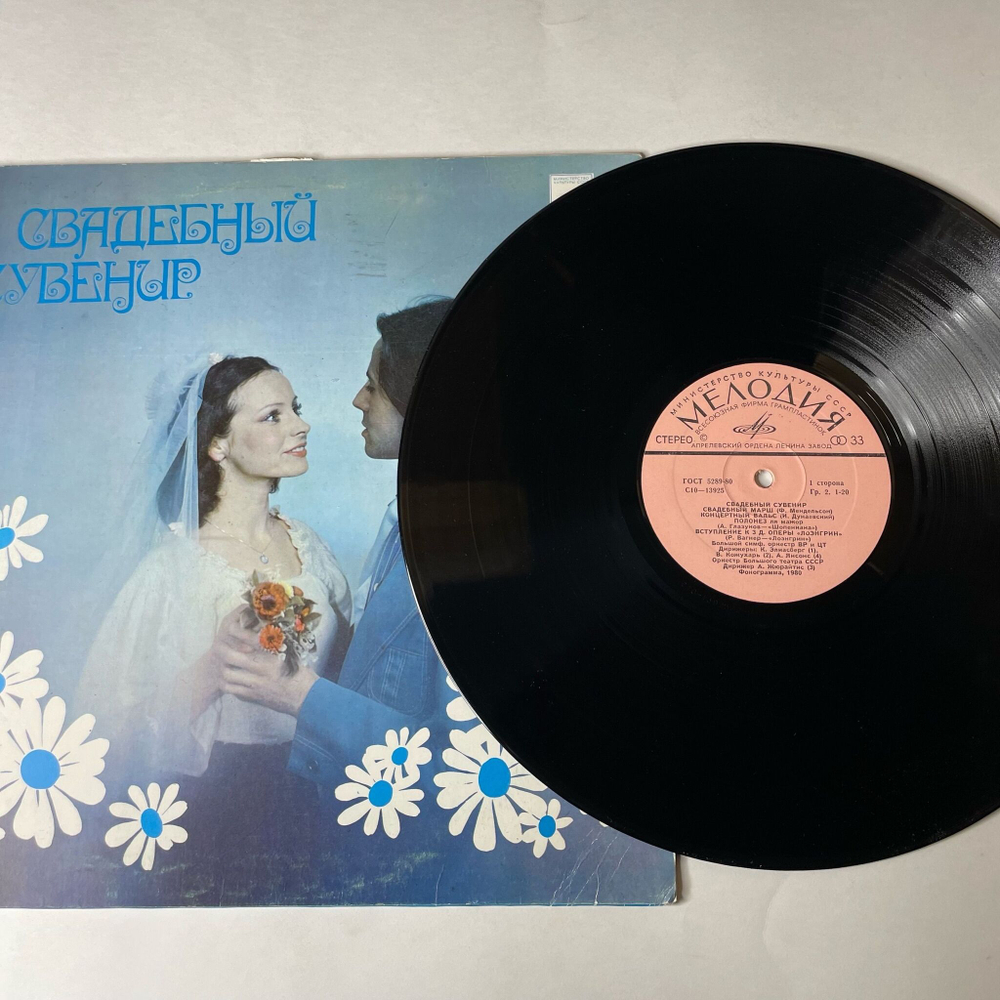 СВАДЕБНЫЙ
СУВЕНИР
МИНИСТЕРСТВО КУЛЬТУРЫ СССР
МЕЛОДИЯ
ВСЕСОЮЗНАЯ ФИРМА ГРАМПЛАСТИНОК
СТЕРЕО © 33
АПРЕЛЕВСКИЙ ОРДЕНА ЛЕНИНА ЗАВОД
ГОСТ 5289-80 1 сторона
С10—13925 Гр. 2. 1-20
СВАДЕБНЫЙ СУВЕНИР
СВАДЕБНЫЙ МАРШ (Ф. Мендельсон)
КОНЦЕРТНЫЙ ВАЛЬС (И. Дунаевский)
ПОЛОНЕЗ ля мажор
(А. Глазунов—«Шопениана»)
ВСТУПЛЕНИЕ К 3 Д. ОПЕРЫ «ЛОЭНГРИН»
(Р. Вагнер—«Лоэнгрин»)
Большой симф. оркестр ВР и ЦТ
Дирижеры: К. Элиасберг (1),
В. Кожухарь (2), А. Янсонс (4)
Оркестр Большого театра СССР
Дирижер А. Жюрайтис (3)
Фонограмма, 1980